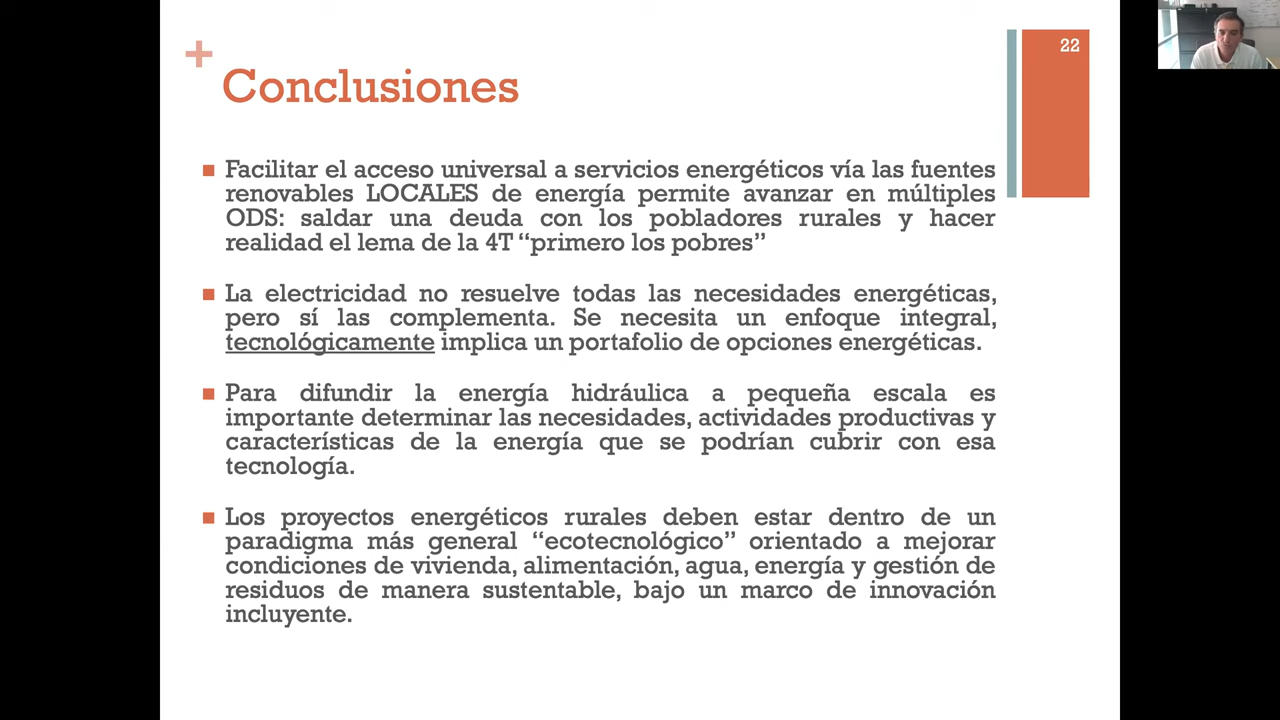 22
+
Conclusiones
■ Facilitar el acceso universal a servicios energéticos vía las fuentes
renovables LOCALES de energía permite avanzar en múltiples
ODS: saldar una deuda con los pobladores rurales y hacer
realidad el lema de la 4T “primero los pobres”
■ La electricidad no resuelve todas las necesidades energéticas,
pero sí las complementa. Se necesita un enfoque integral,
tecnológicamente implica un portafolio de opciones energéticas.
■ Para difundir la energía hidráulica a pequeña escala es
importante determinar las necesidades, actividades productivas y
características de la energía que se podrían cubrir con esa
tecnología.
■ Los proyectos energéticos rurales deben estar dentro de un
paradigma más general “ecotecnológico” orientado a mejorar
condiciones de vivienda, alimentación, agua, energía y gestión de
residuos de manera sustentable, bajo un marco de innovación
incluyente.